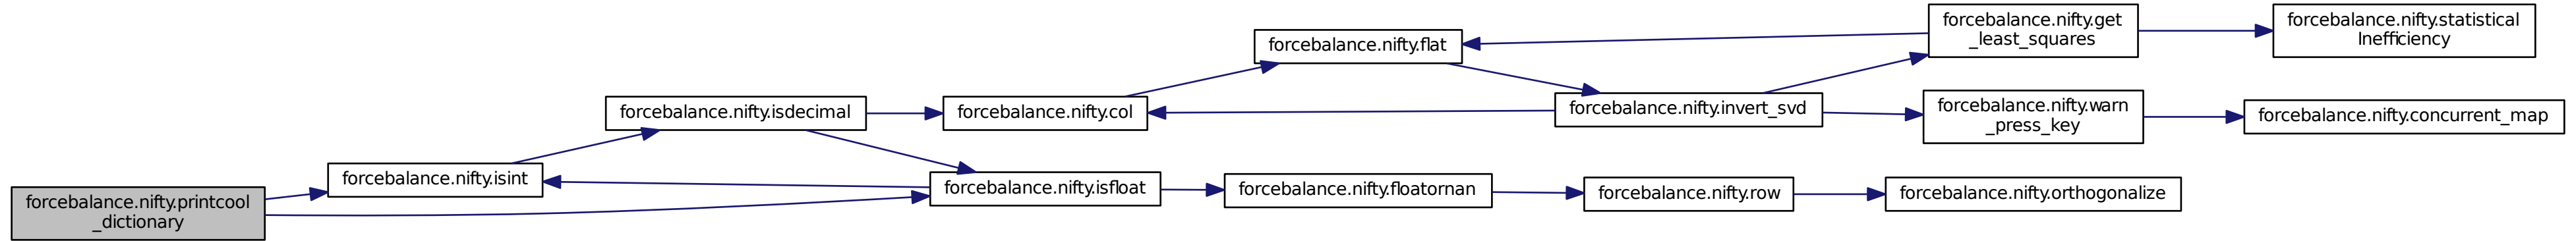 forcebalance.nifty.printcool
_dictionary
forcebalance.nifty.isint
forcebalance.nifty.isdecimal
forcebalance.nifty.col
forcebalance.nifty.isfloat
forcebalance.nifty.flat
forcebalance.nifty.floatornan
forcebalance.nifty.invert_svd
forcebalance.nifty.row
forcebalance.nifty.get
_least_squares
forcebalance.nifty.warn
_press_key
forcebalance.nifty.orthogonalize
forcebalance.nifty.statistical
Inefficiency
forcebalance.nifty.concurrent_map